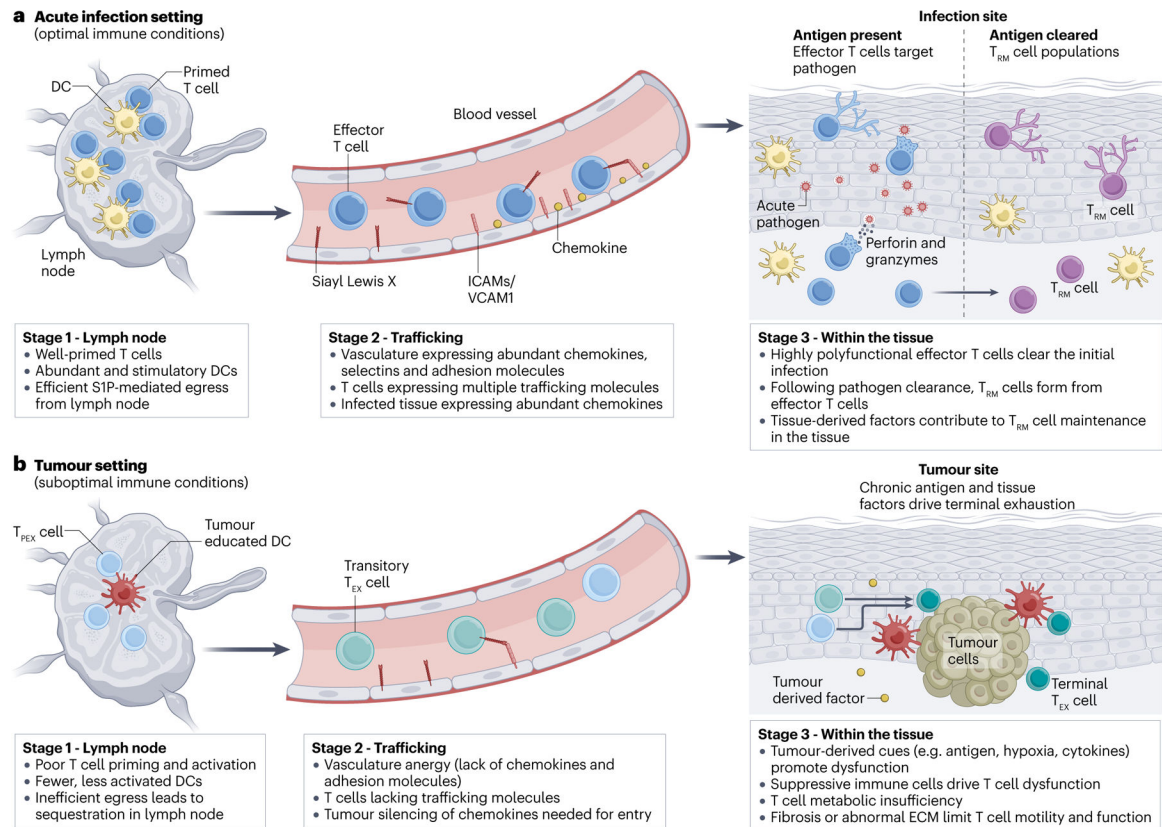 a Acute infection setting
(optimal immune conditions)
DC
Primed
T cell
Lymph
node
Effector
T cell
Blood vessel
Siayl Lewis X
ICAMs/
VCAM1
Chemokine
Infection site
Antigen present
Effector T cells target
pathogen
Antigen cleared
T_RM cell populations
Acute
pathogen
Perforin and
granzymes
T_RM cell
T_RM cell
Stage 1 - Lymph node
• Well-primed T cells
• Abundant and stimulatory DCs
• Efficient S1P-mediated egress
from lymph node
Stage 2 - Trafficking
• Vasculature expressing abundant chemokines,
selectins and adhesion molecules
• T cells expressing multiple trafficking molecules
• Infected tissue expressing abundant chemokines
Stage 3 - Within the tissue
• Highly polyfunctional effector T cells clear the initial
infection
• Following pathogen clearance, T_RM cells form from
effector T cells
• Tissue-derived factors contribute to T_RM cell maintenance
in the tissue
b Tumour setting
(suboptimal immune conditions)
T_PEX cell
Tumour
educated DC
Transitory
T_EX cell
Tumour site
Chronic antigen and tissue
factors drive terminal exhaustion
Tumour
cells
Tumour
derived factor
Terminal
T_EX cell
Stage 1 - Lymph node
• Poor T cell priming and activation
• Fewer, less activated DCs
• Inefficient egress leads to
sequestration in lymph node
Stage 2 - Trafficking
• Vasculature anergy (lack of chemokines and
adhesion molecules)
• T cells lacking trafficking molecules
• Tumour silencing of chemokines needed for entry
Stage 3 - Within the tissue
• Tumour-derived cues (e.g. antigen, hypoxia, cytokines)
promote dysfunction
• Suppressive immune cells drive T cell dysfunction
• T cell metabolic insufficiency
• Fibrosis or abnormal ECM limit T cell motility and function